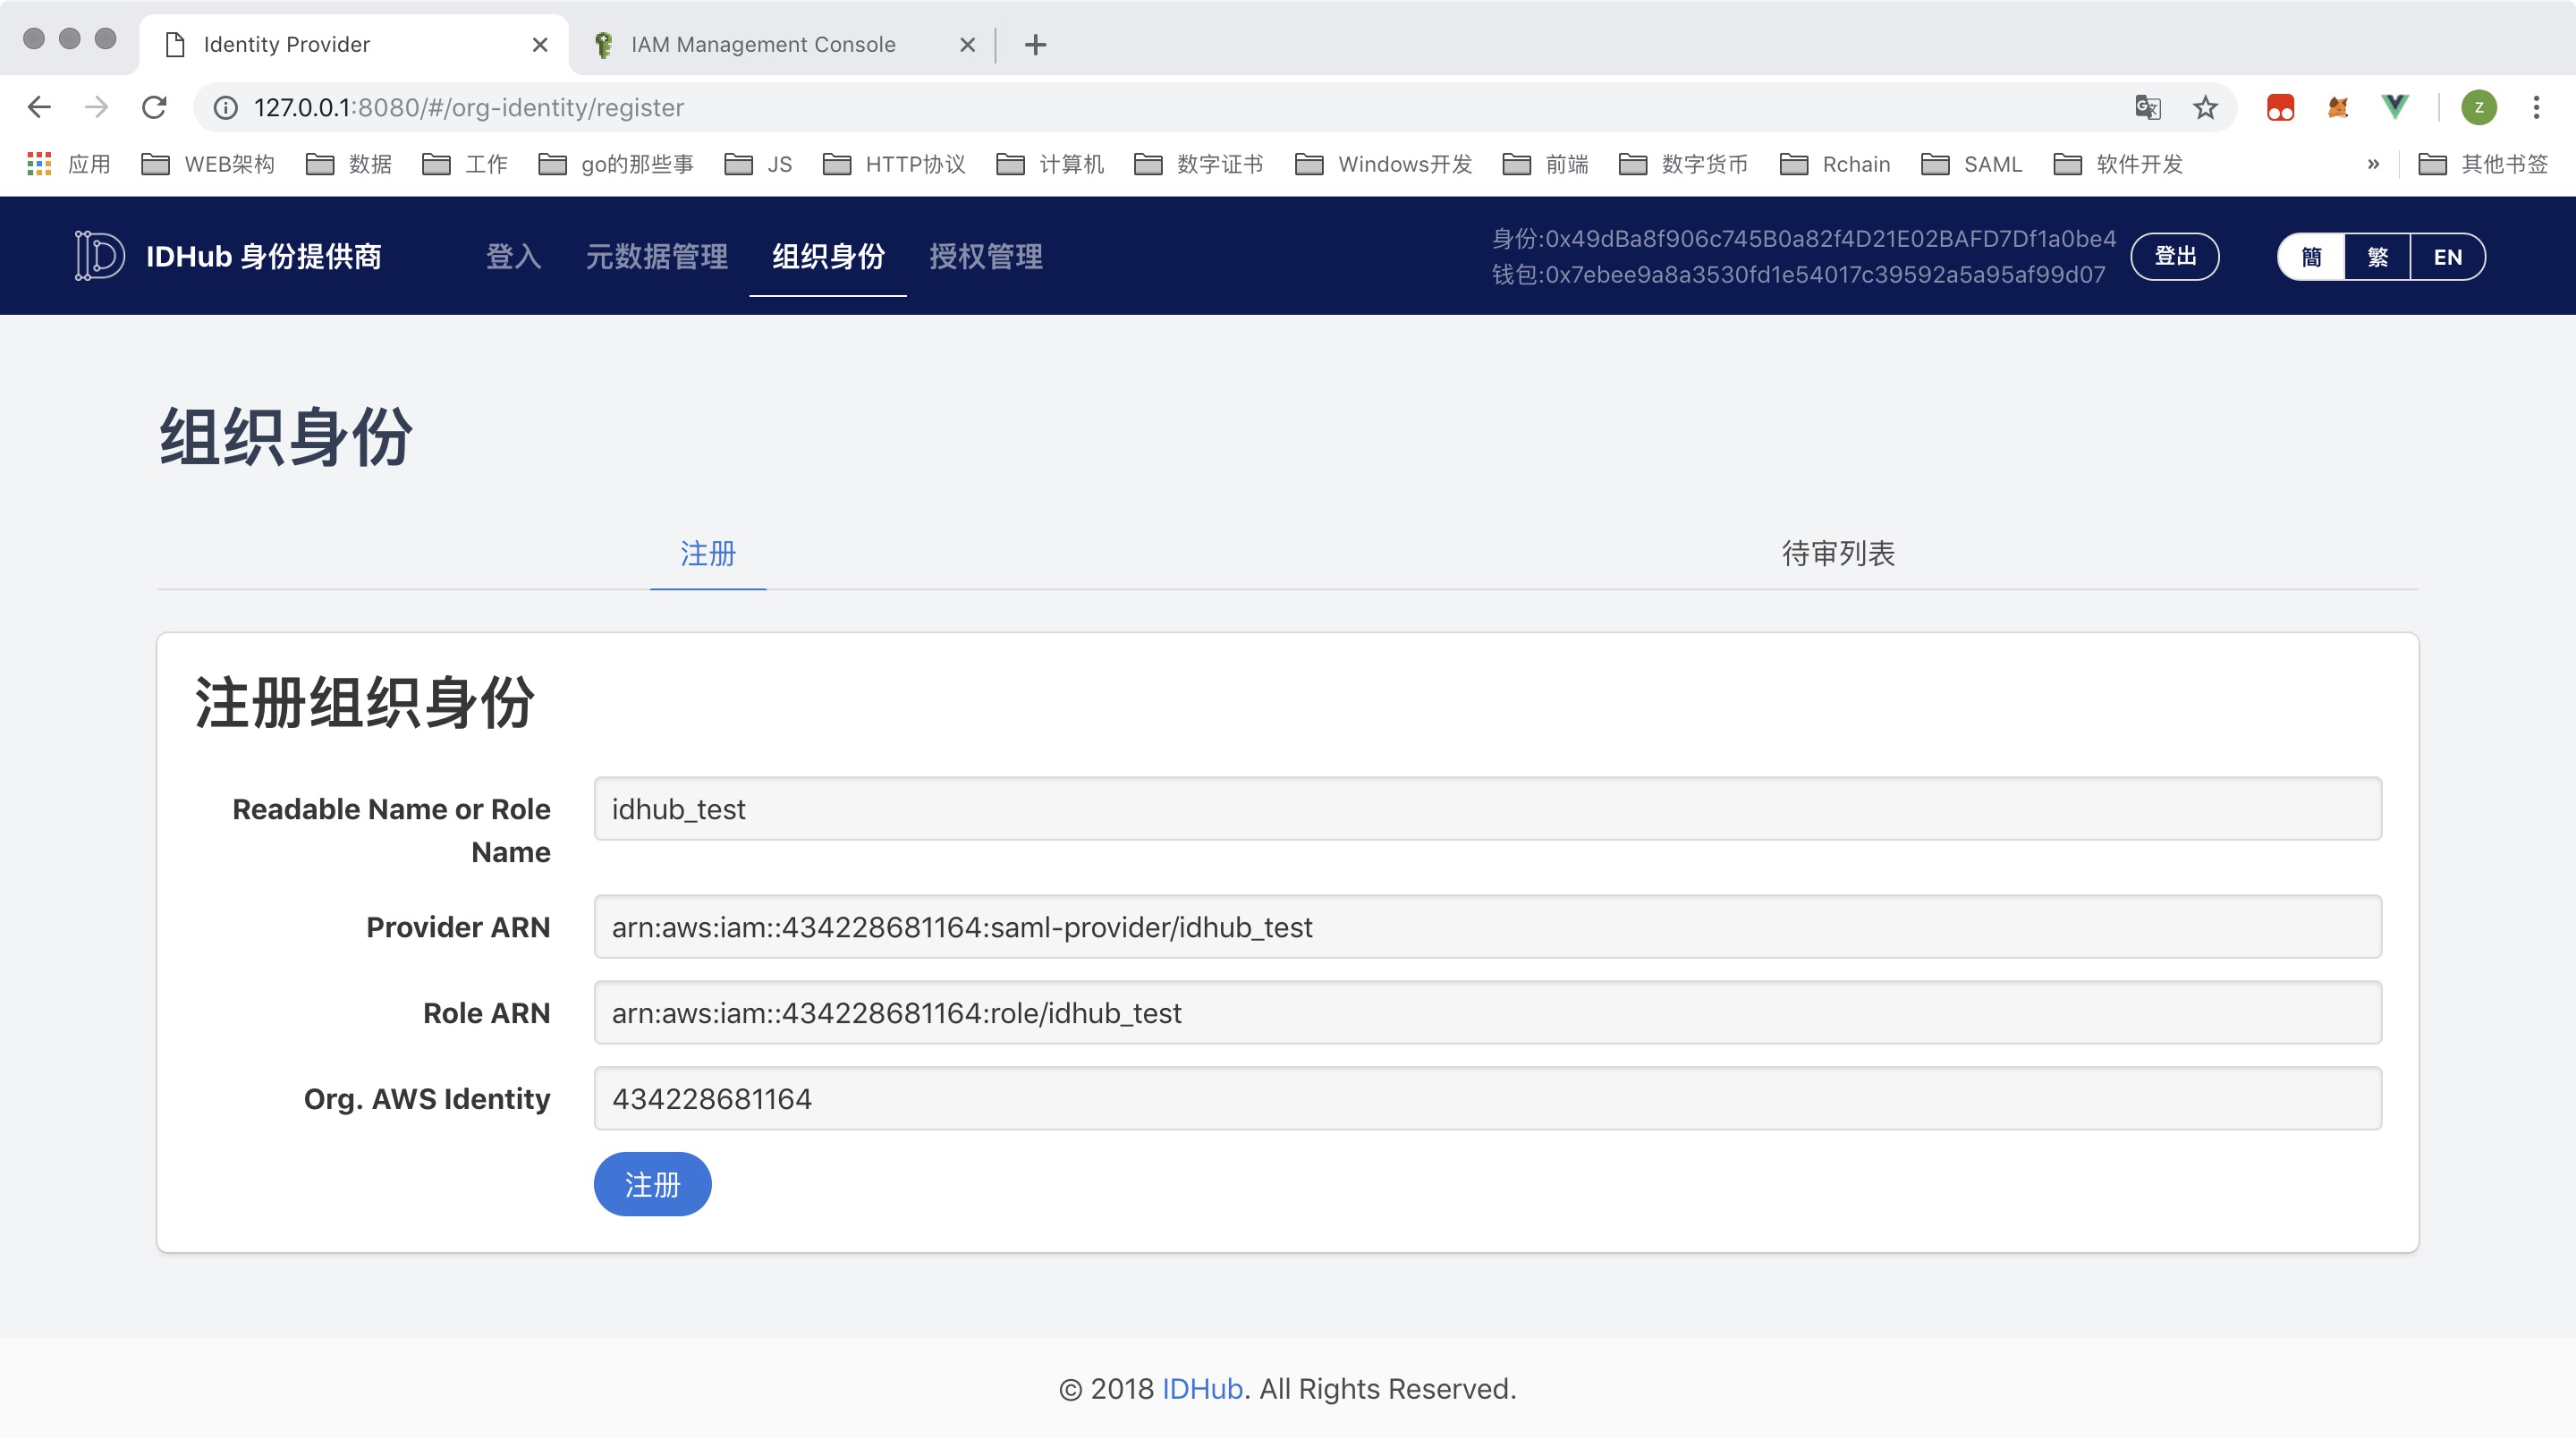 Identity Provider
IAM Management Console
127.0.0.1:8080/#/org-identity/register
z
应用
WEB架构
数据
工作
go的那些事
JS
HTTP协议
计算机
数字证书
Windows开发
前端
数字货币
Rchain
SAML
软件开发
»
其他书签
IDHub 身份提供商
登入
元数据管理
组织身份
授权管理
身份:0x49dBa8f906c745B0a82f4D21E02BAFD7Df1a0be4
钱包:0x7ebee9a8a3530fd1e54017c39592a5a95af99d07
登出
簡
繁
EN
组织身份
注册
待审列表
注册组织身份
Readable Name or Role
Name
idhub_test
Provider ARN
arn:aws:iam::434228681164:saml-provider/idhub_test
Role ARN
arn:aws:iam::434228681164:role/idhub_test
Org. AWS Identity
434228681164
注册
© 2018 IDHub. All Rights Reserved.